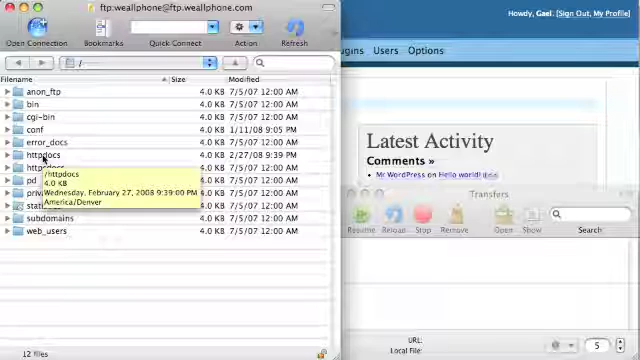 ftp:weallphone@ftp.weallphone.com
Howdy, Gael. [Sign Out, My Profile]
Open Connection
Bookmarks
Quick Connect
Action
Refresh
Users
Options
/
Filename
Size
Modified
anon_ftp 4.0 KB 7/5/07 12:00 AM
bin 4.0 KB 7/5/07 12:00 AM
cgi-bin 4.0 KB 7/5/07 12:00 AM
conf 4.0 KB 1/11/08 9:05 PM
error_docs 4.0 KB 7/5/07 12:00 AM
httpdocs 4.0 KB 2/27/08 9:39 PM
4.0 KB 7/5/07 12:00 AM
pd 4.0 KB 7/5/07 12:00 AM
4.0 KB 7/5/07 12:00 AM
4.0 KB 7/5/07 12:00 AM
subdomains 4.0 KB 7/5/07 12:00 AM
web_users 4.0 KB 7/5/07 12:00 AM
/httpdocs
4.0 KB
Wednesday, February 27, 2008 9:39:00 PM
America/Denver
12 files
Latest Activity
Comments »
Mr WordPress on Hello world!
Transfers
Resume
Reload
Stop
Remove
Open
Show
Search
URL:
Local File:
5